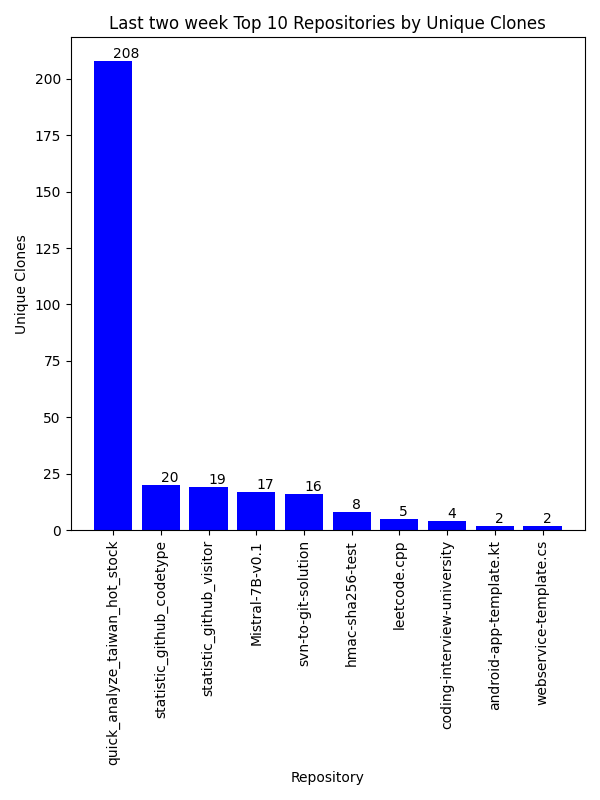 Last two week Top 10 Repositories by Unique Clones
Unique Clones
200
175
150
125
100
75
50
25
0
208
20
19
17
16
8
5
4
2
2
quick_analyze_taiwan_hot_stock
statistic_github_codetype
statistic_github_visitor
Mistral-7B-v0.1
svn-to-git-solution
hmac-sha256-test
leetcode.cpp
coding-interview-university
android-app-template.kt
webservice-template.cs
Repository